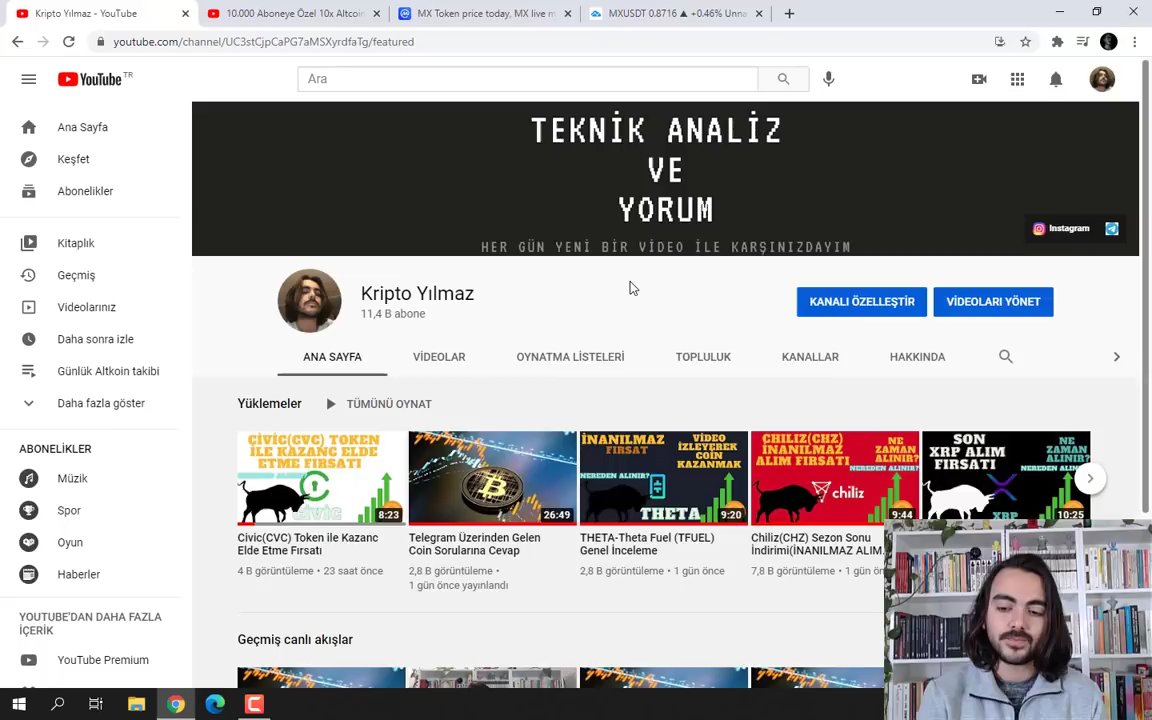 Kripto Yılmaz - YouTube
10.000 Aboneye Özel 10x Altcoin
MX Token price today, MX live m
MXUSDT 0.8716 ▲ +0.46% Unna
youtube.com/channel/UC3stCjpCaPG7aMSXyrdfaTg/featured
YouTube TR
Ara
Ana Sayfa
Keşfet
Abonelikler
Kitaplık
Geçmiş
Videolarınız
Daha sonra izle
Günlük Altkoin takibi
Daha fazla göster
ABONELİKLER
Müzik
Spor
Oyun
Haberler
YOUTUBE'DAN DAHA FAZLA
İÇERİK
YouTube Premium
TEKNİK ANALİZ
VE
YORUM
HER GÜN YENİ BİR VİDEO İLE KARŞINIZDAYIM
Instagram
Kripto Yılmaz
11,4 B abone
KANALI ÖZELLEŞTİR
VİDEOLARI YÖNET
ANA SAYFA
VİDEOLAR
OYNATMA LİSTELERİ
TOPLULUK
KANALLAR
HAKKINDA
Yüklemeler
TÜMÜNÜ OYNAT
ÇİVİC(CVC) TOKEN
İLE KAZANÇ ELDE
ETME FIRSATI
CIVIC
8:23
Civic(CVC) Token ile Kazanc
Elde Etme Fırsatı
4 B görüntüleme • 23 saat önce
26:49
Telegram Üzerinden Gelen
Coin Sorularına Cevap
2,8 B görüntüleme •
1 gün önce yayınlandı
İNANILMAZ
FIRSAT
VİDEO
İZLEYEREK
COİN
KAZANMAK
NEREDEN ALINIR?
THETA
9:20
THETA-Theta Fuel (TFUEL)
Genel İnceleme
2,8 B görüntüleme • 1 gün önce
CHILIZ(CHZ)
İNANILMAZ
ALIM FIRSATI
NE
ZAMAN
ALINIR?
NEREDEN ALINIR?
chiliz
9:44
Chiliz(CHZ) Sezon Sonu
İndirimi(İNANILMAZ ALIM
7,8 B görüntüleme • 1 gün
SON
XRP ALIM
FIRSATI
NE
ZAMAN
ALINIR?
NEREDEN ALINIR?
XRP
10:25
Geçmiş canlı akışlar